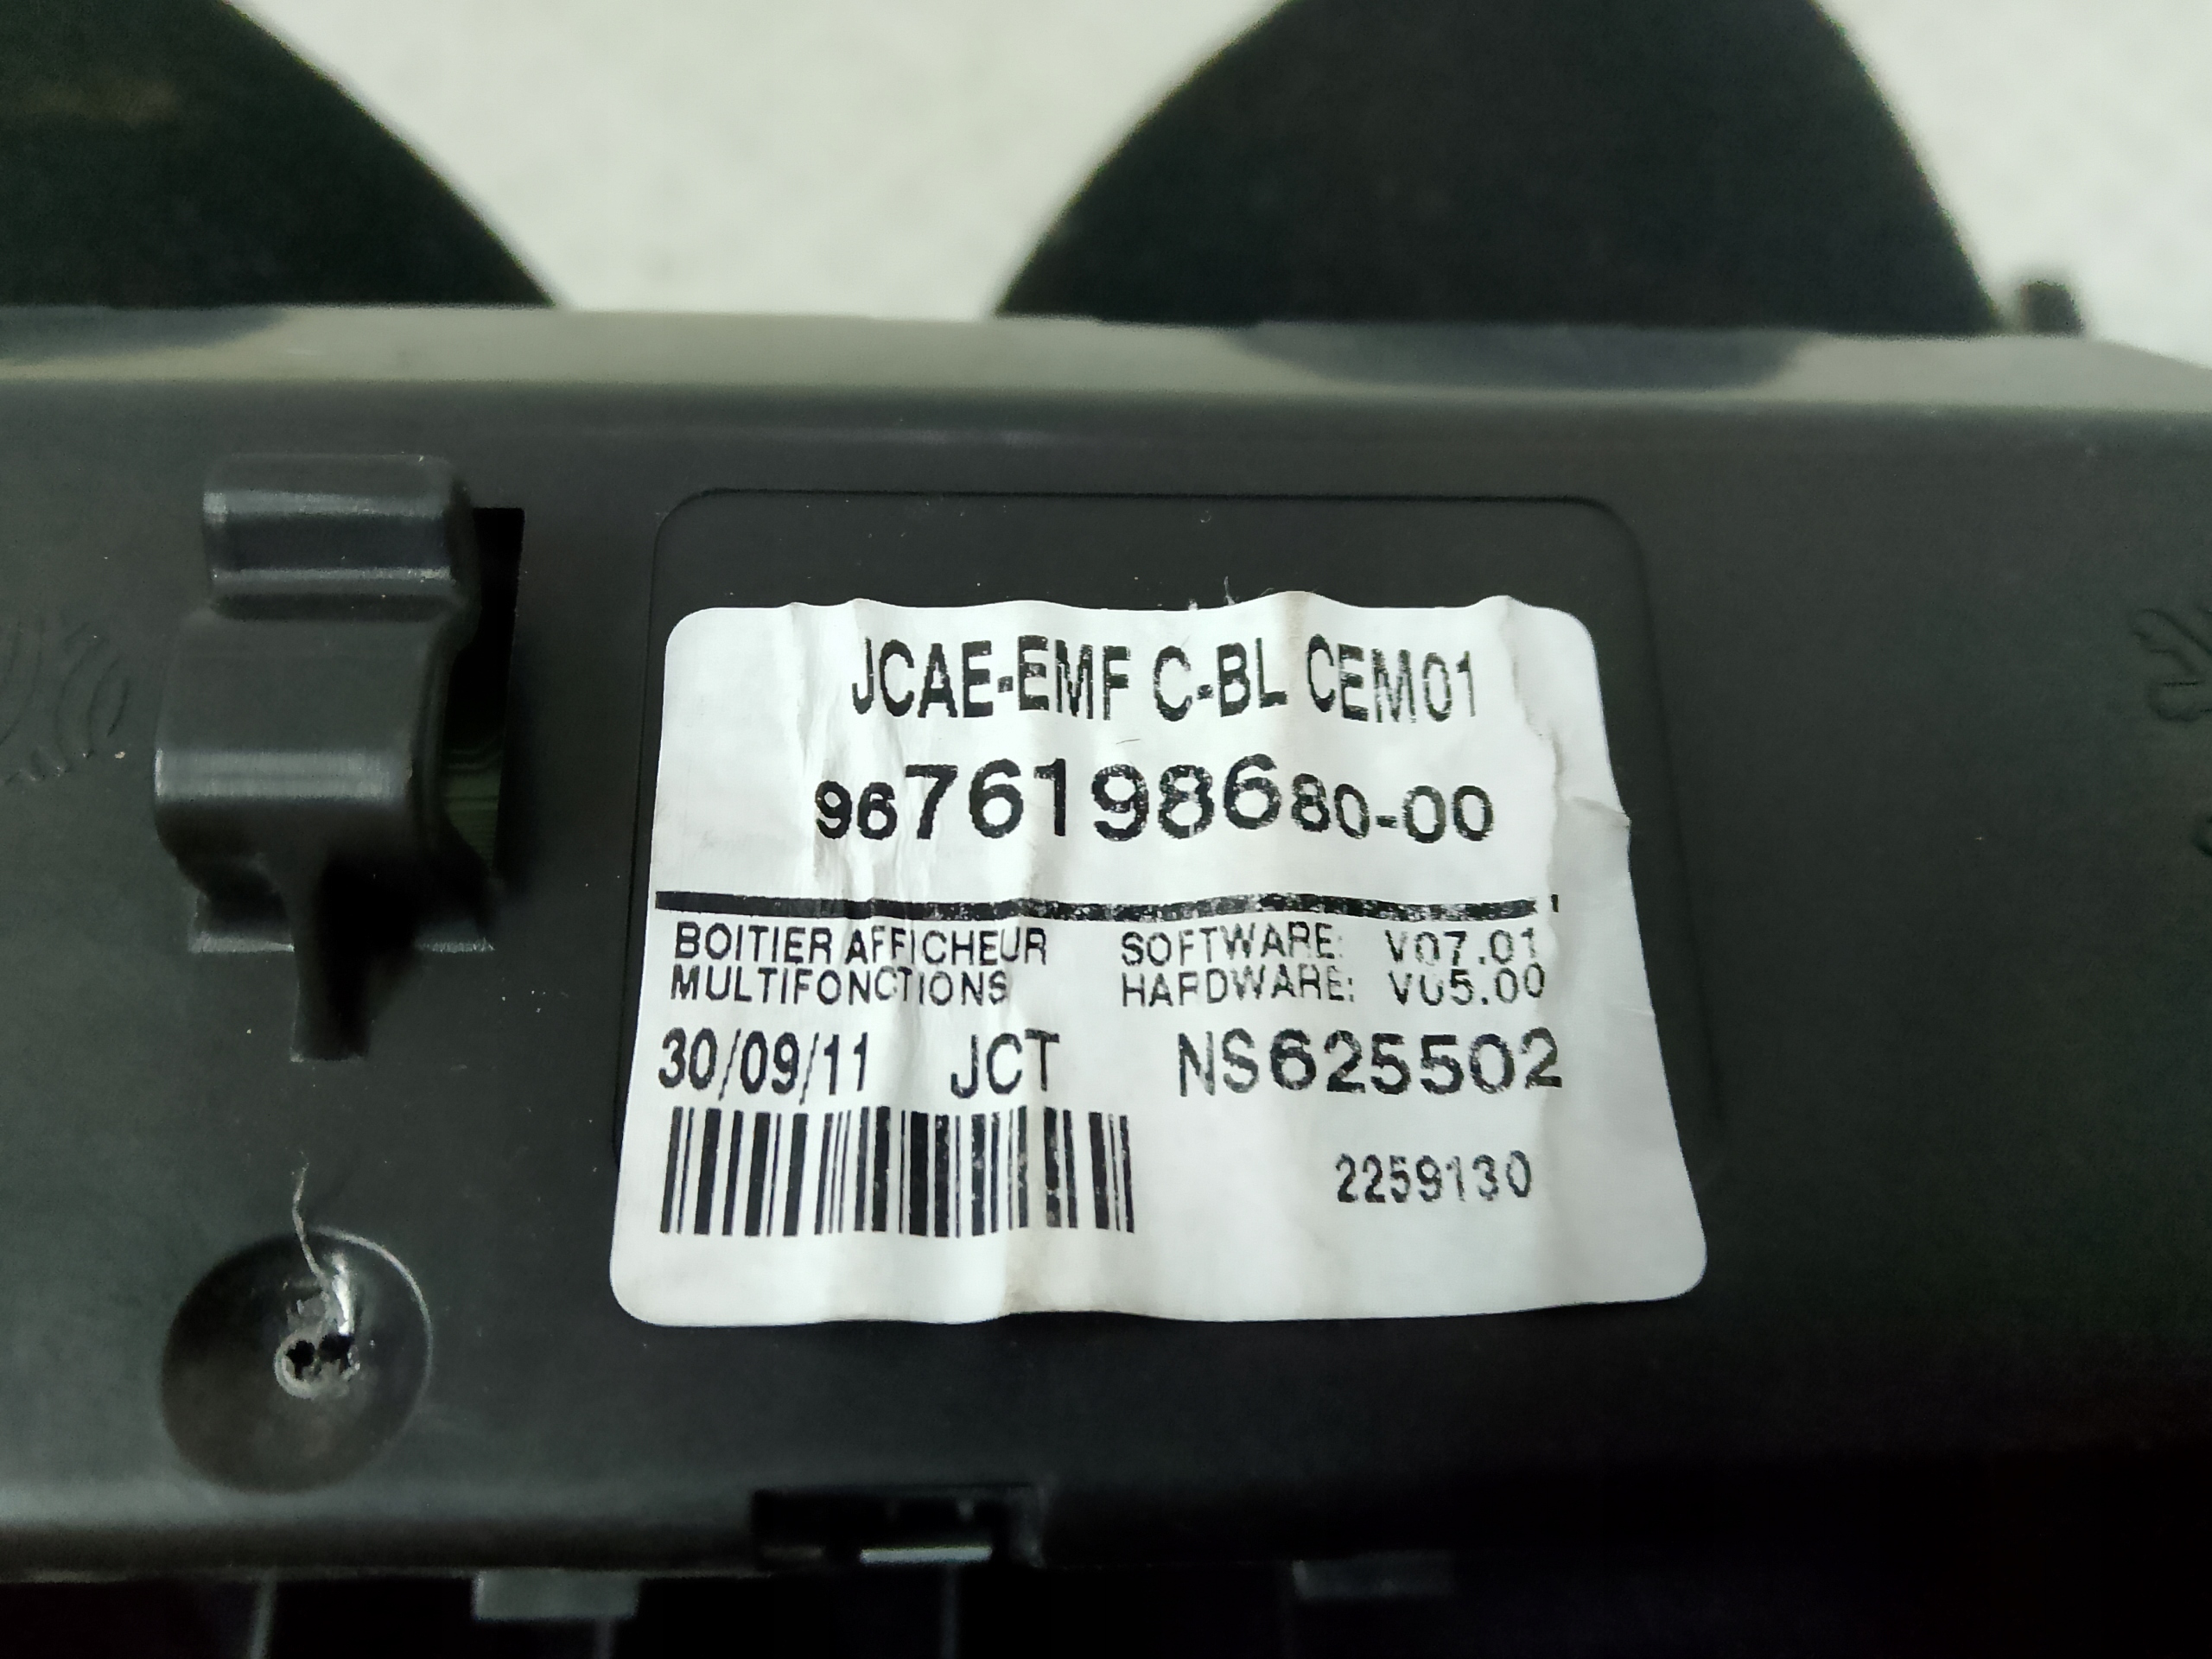 JCAE-EMF C-BL CEM01
9676198680-00
BOITIER AFFICHEUR SOFTWARE: V07.01
MULTIFONCTIONS HARDWARE: V05.00
30/09/11 JCT NS625502
2259130